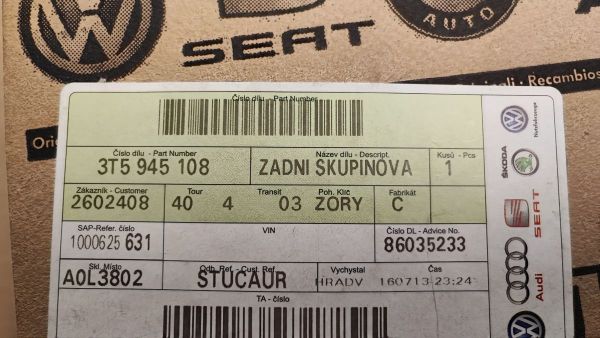 SEAT
AUTO
Číslo dílu - Part Number
Ori
inali · Recambios
Číslo dílu - Part Number Název dílu - Descript. Kusů - Pcs
3T5 945 108 ZADNI SKUPINOVA 1
Zákazník - Customer Tour Transit Poh. Klíč Fabrikát
2602408 40 4 03 ZORY C
SAP-Refer. číslo VIN Číslo DL - Advice No.
1000625 631 86035233
Skl. Místo Odb. Ref. - Cust. Ref. Vychystal Čas
A0L3802 STUCAUR HRADV 160713 23:24
TA - číslo
Nutzfahrzeuge
ŠKODA
SEAT
Audi